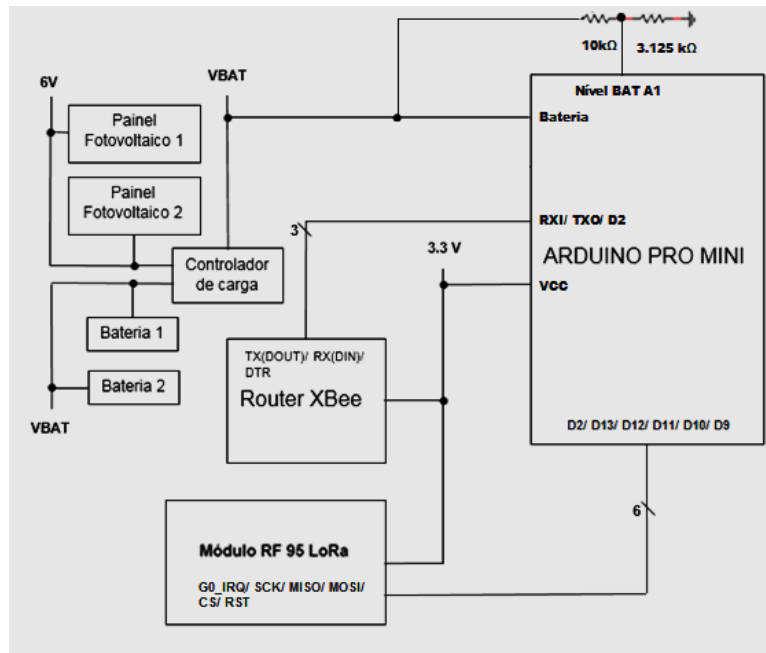 10kΩ
3.125 kΩ
VBAT
6V
Painel
Fotovoltaico 1
Nível BAT A1
Bateria
Painel
Fotovoltaico 2
RXI/ TXO/ D2
3
3.3 V
ARDUINO PRO MINI
Controlador
de carga
VCC
Bateria 1
TX(DOUT)/ RX(DIN)/
DTR
Router XBee
Bateria 2
VBAT
D2/ D13/ D12/ D11/ D10/ D9
6
Módulo RF 95 LoRa
G0_IRQ/ SCK/ MISO/ MOSI/
CS/ RST